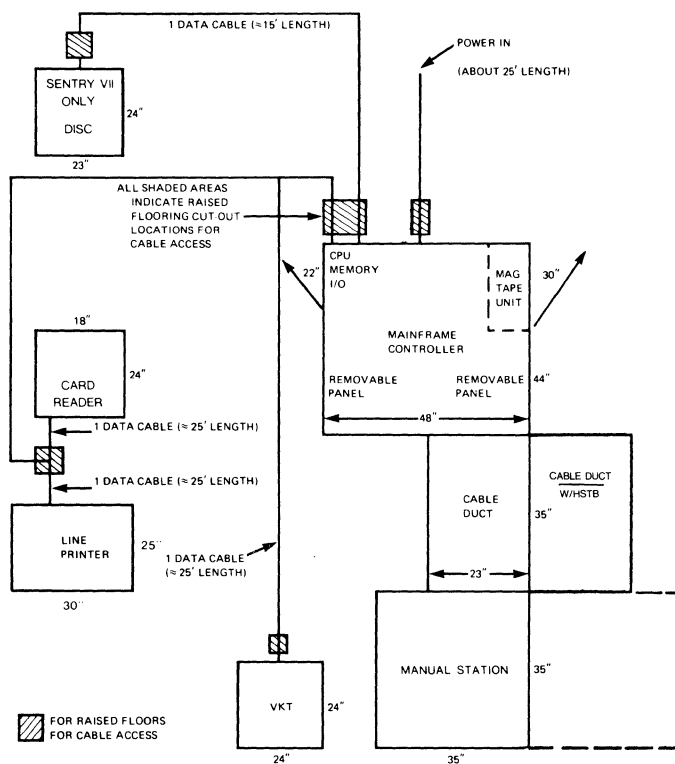 1 DATA CABLE (≈15' LENGTH)
POWER IN
(ABOUT 25' LENGTH)
SENTRY VII
ONLY
DISC
24"
23"
ALL SHADED AREAS
INDICATE RAISED
FLOORING CUT-OUT
LOCATIONS FOR
CABLE ACCESS
CPU
MEMORY
I/O
22"
MAG
TAPE
UNIT
30"
MAINFRAME
CONTROLLER
18"
24"
CARD
READER
REMOVABLE
PANEL
REMOVABLE
PANEL
44"
48"
1 DATA CABLE (≈25' LENGTH)
1 DATA CABLE (≈25' LENGTH)
CABLE
DUCT
35"
CABLE DUCT
W/HSTB
LINE
PRINTER
25"
30"
1 DATA CABLE
(≈25' LENGTH)
23"
MANUAL STATION
35"
35"
VKT
24"
24"
FOR RAISED FLOORS
FOR CABLE ACCESS